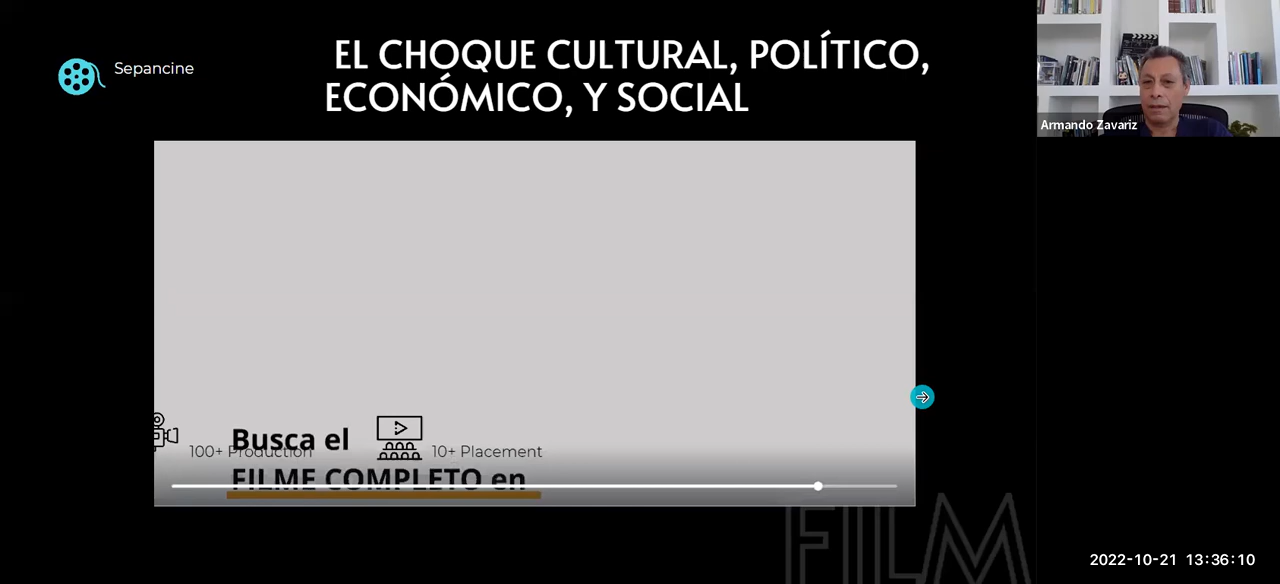 Sepancine
EL CHOQUE CULTURAL, POLÍTICO,
ECONÓMICO, Y SOCIAL
Armando Zavariz
Busca el
100+ Production
10+ Placement
FILME COMPLETO en
FILM
2022-10-21 13:36:10